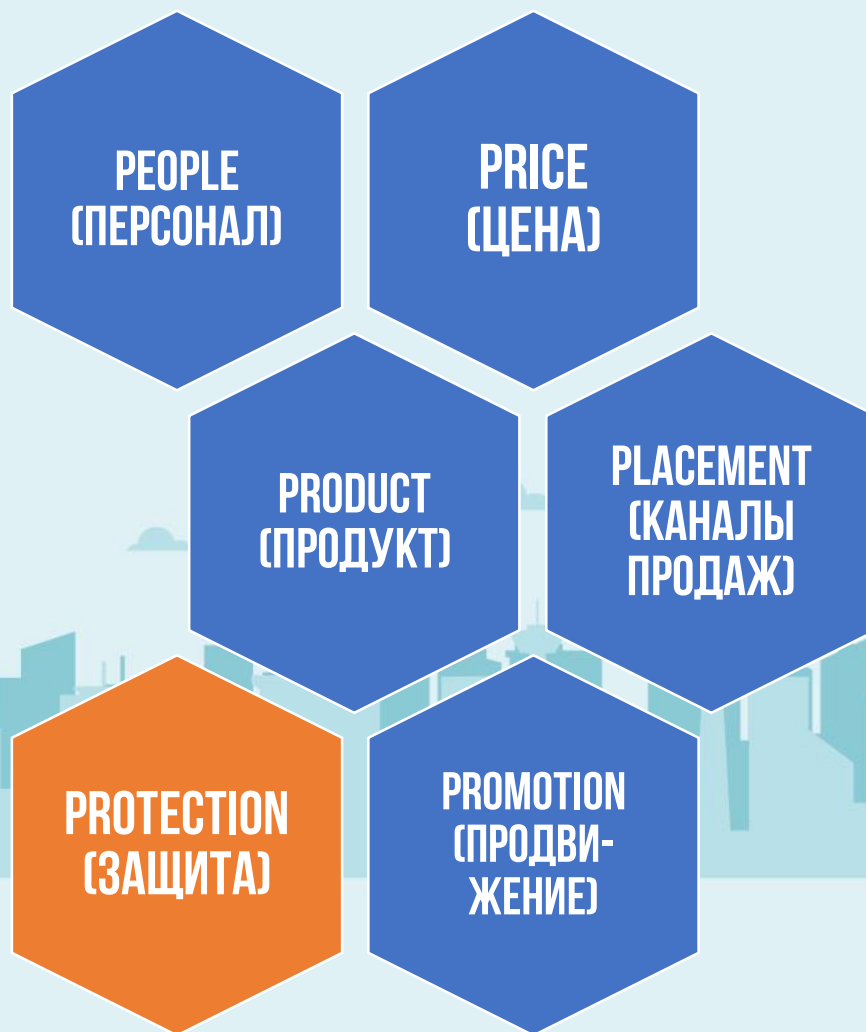 PEOPLE
(ПЕРСОНАЛ)
PRICE
(ЦЕНА)
PRODUCT
(ПРОДУКТ)
PLACEMENT
(КАНАЛЫ
ПРОДАЖ)
PROTECTION
(ЗАЩИТА)
PROMOTION
(ПРОДВИ-
ЖЕНИЕ)